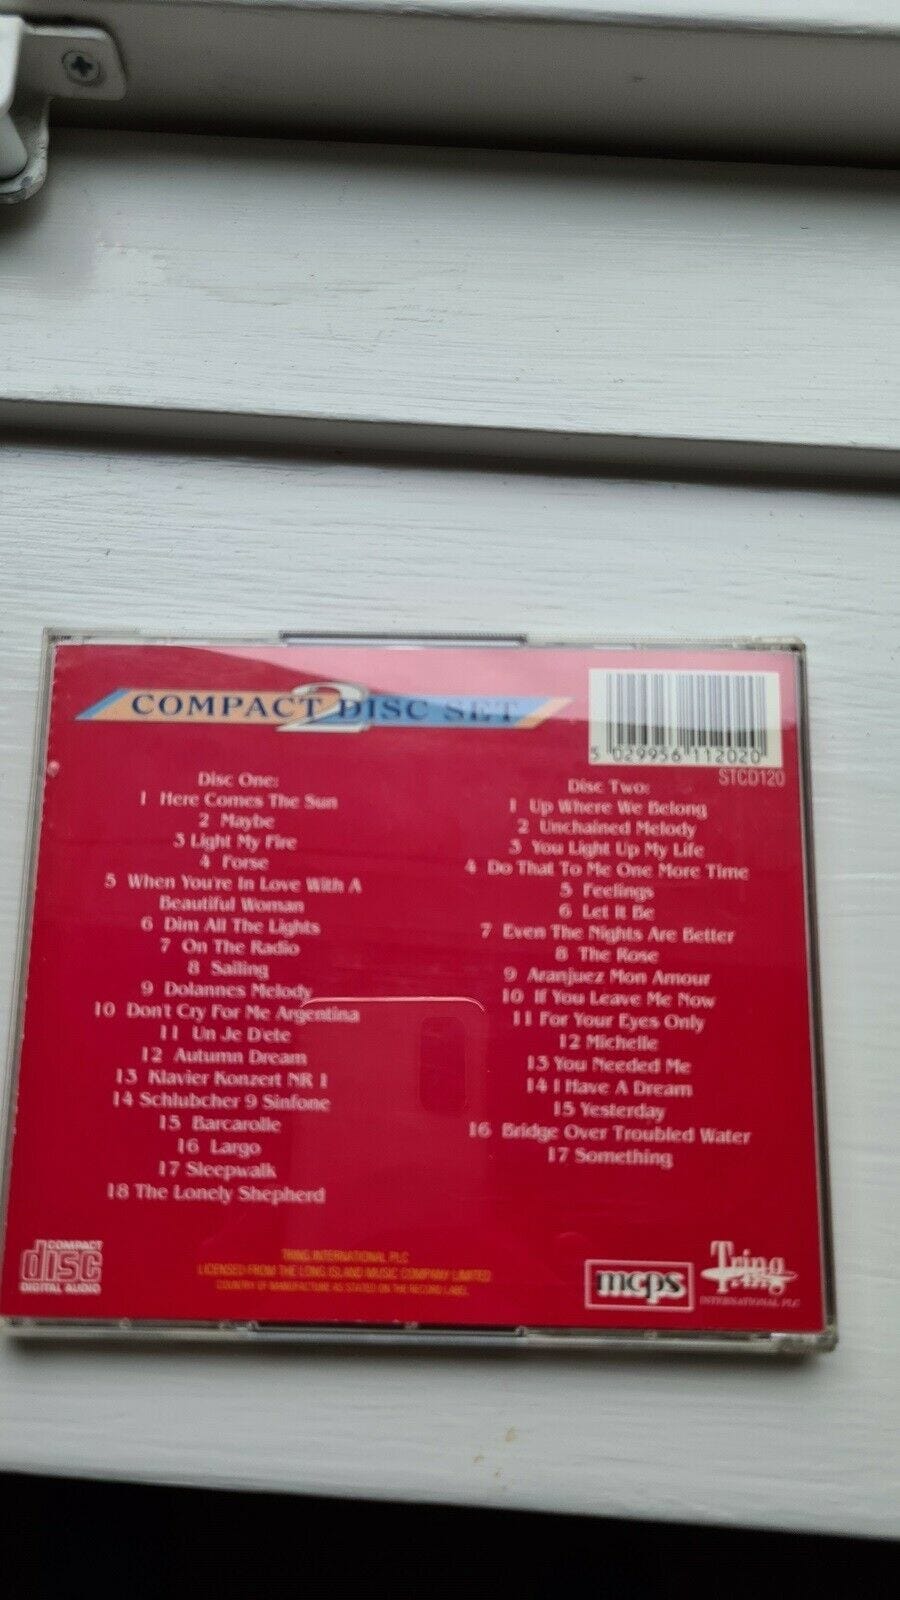 COMPACT 2 DISC SET
5 029956 112020
STCD120
Disc One:
1 Here Comes The Sun
2 Maybe
3 Light My Fire
4 Forse
5 When You're In Love With A
Beautiful Woman
6 Dim All The Lights
7 On The Radio
8 Sailing
9 Dolannes Melody
10 Don't Cry For Me Argentina
11 Un Je D'ete
12 Autumn Dream
13 Klavier Konzert NR 1
14 Schlubcher 9 Sinfone
15 Barcarolle
16 Largo
17 Sleepwalk
18 The Lonely Shepherd
Disc Two:
1 Up Where We Belong
2 Unchained Melody
3 You Light Up My Life
4 Do That To Me One More Time
5 Feelings
6 Let It Be
7 Even The Nights Are Better
8 The Rose
9 Aranjuez Mon Amour
10 If You Leave Me Now
11 For Your Eyes Only
12 Michelle
13 You Needed Me
14 I Have A Dream
15 Yesterday
16 Bridge Over Troubled Water
17 Something
COMPACT
disc
DIGITAL AUDIO
TRING INTERNATIONAL PLC
LICENSED FROM THE LONG ISLAND MUSIC COMPANY LIMITED
COUNTRY OF MANUFACTURE AS STATED ON THE RECORD LABEL
mcps
Tring
INTERNATIONAL PLC